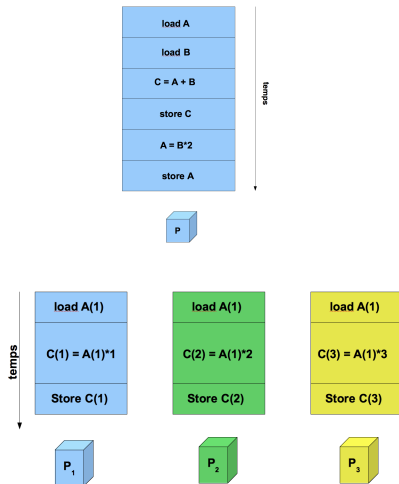 load A
load B
C = A + B
store C
A = B*2
store A
temps
P
temps
load A(1)
C(1) = A(1)*1
Store C(1)
P1
load A(1)
C(2) = A(1)*2
Store C(2)
P2
load A(1)
C(3) = A(1)*3
Store C(3)
P3